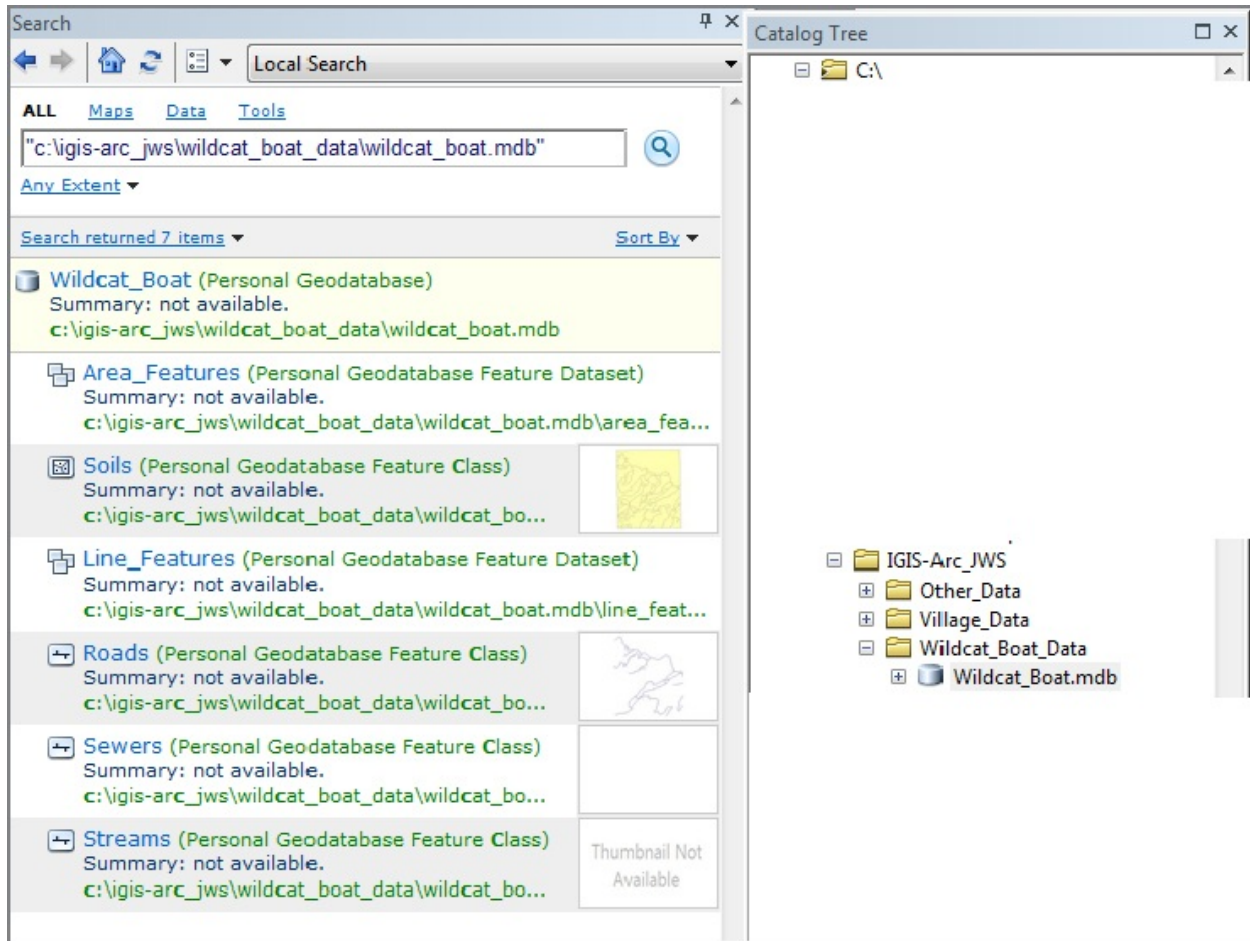 Search
Local Search
ALL Maps Data Tools
"c:\igis-arc_jws\wildcat_boat_data\wildcat_boat.mdb"
Any Extent
Search returned 7 items Sort By
Wildcat_Boat (Personal Geodatabase)
Summary: not available.
c:\igis-arc_jws\wildcat_boat_data\wildcat_boat.mdb
Area_Features (Personal Geodatabase Feature Dataset)
Summary: not available.
c:\igis-arc_jws\wildcat_boat_data\wildcat_boat.mdb\area_fea...
Soils (Personal Geodatabase Feature Class)
Summary: not available.
c:\igis-arc_jws\wildcat_boat_data\wildcat_bo...
Line_Features (Personal Geodatabase Feature Dataset)
Summary: not available.
c:\igis-arc_jws\wildcat_boat_data\wildcat_boat.mdb\line_feat...
Roads (Personal Geodatabase Feature Class)
Summary: not available.
c:\igis-arc_jws\wildcat_boat_data\wildcat_bo...
Sewers (Personal Geodatabase Feature Class)
Summary: not available.
c:\igis-arc_jws\wildcat_boat_data\wildcat_bo...
Streams (Personal Geodatabase Feature Class)
Summary: not available.
c:\igis-arc_jws\wildcat_boat_data\wildcat_bo...
Thumbnail Not
Available
Catalog Tree
C:\
IGIS-Arc_JWS
Other_Data
Village_Data
Wildcat_Boat_Data
Wildcat_Boat.mdb